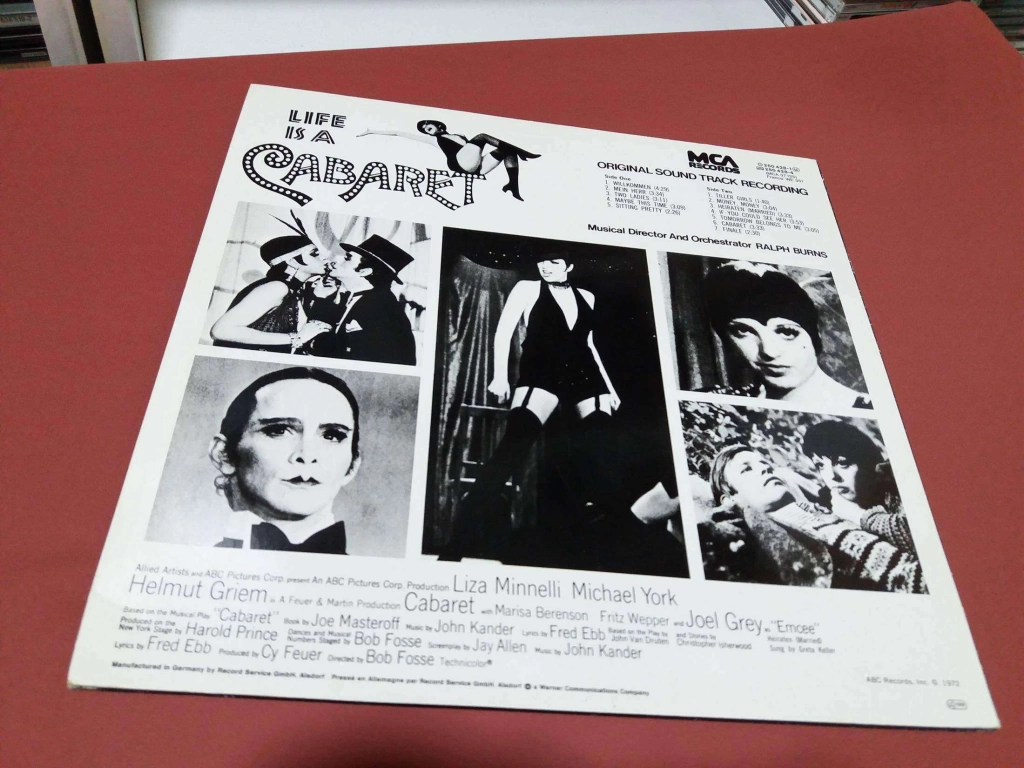 LIFE
IS A
CABARET
MCA
RECORDS
ORIGINAL SOUND TRACK RECORDING
Side One
1. WILLKOMMEN (4:29)
2. MEIN HERR (3:34)
3. TWO LADIES (3:11)
4. MAYBE THIS TIME (3:09)
5. SITTING PRETTY (2:26)
Side Two
1. TILLER GIRLS (1:40)
2. MONEY MONEY (3:04)
3. HEIRATEN (MARRIED) (3:33)
4. IF YOU COULD SEE HER (3:53)
5. TOMORROW BELONGS TO ME (3:05)
6. CABARET (3:33)
7. FINALE (2:30)
Musical Director And Orchestrator RALPH BURNS
Allied Artists and ABC Pictures Corp. present An ABC Pictures Corp. Production Liza Minnelli Michael York
Helmut Griem in A Feuer & Martin Production Cabaret with Marisa Berenson Fritz Wepper and Joel Grey as "Emcee"
Based on the Musical Play "Cabaret" Book by Joe Masteroff Music by John Kander Lyrics by Fred Ebb Based on the Play by John Van Druten and Stories by Christopher Isherwood
Produced on the New York Stage by Harold Prince Dances and Musical Numbers Staged by Bob Fosse Screenplay by Jay Allen Music by John Kander
Heiraten (Married)
Sung by Greta Keller
Lyrics by Fred Ebb Produced by Cy Feuer Directed by Bob Fosse Technicolor®
Manufactured in Germany by Record Service GmbH, Alsdorf Pressé en Allemagne par Record Service GmbH, Alsdorf a Warner Communications Company
ABC Records, Inc. © 1972